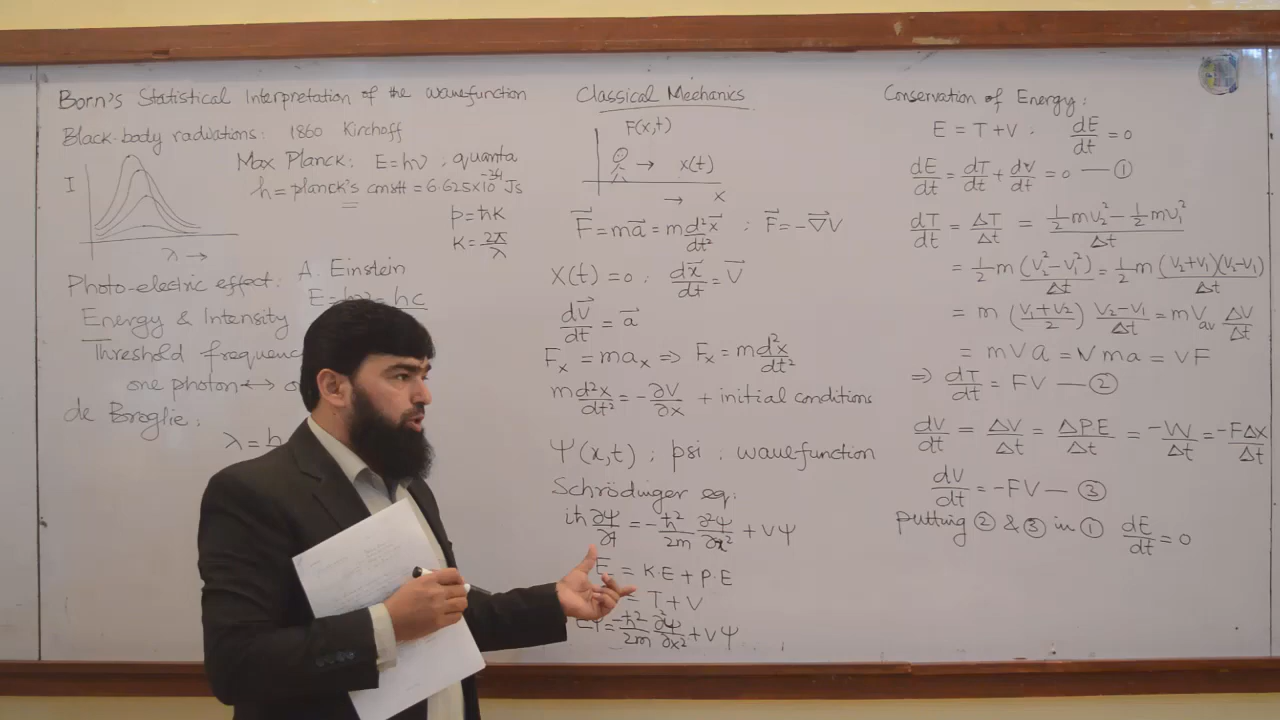 Born's Statistical Interpretation of the wavefunction
Black-body radiations: 1860 Kirchoff
I
λ →
Max Planck: E=hν, quanta
h = planck's constt = 6.625x10⁻³⁴ Js
p=ħK
K=2π/λ
Photo-electric effect: A. Einstein
E = hν = hc
Energy & Intensity
Threshold frequenc
one photon ↔
de Broglie:
λ = h
Classical Mechanics
F(x,t)
→ x(t)
→ x
F⃗ = ma⃗ = m d²x⃗/dt² ; F⃗ = -∇⃗V
x(t)=0 ; dx⃗/dt = V⃗
dv⃗/dt = a⃗
Fₓ = maₓ ⇒ Fₓ = m d²x/dt²
m d²x/dt² = -∂V/∂x + initial conditions
Ψ(x,t) ; psi ; wavefunction
Schrödinger eq:
iħ ∂Ψ/∂t = -ħ²/2m ∂²Ψ/∂x² + VΨ
E = K.E + P.E
= T + V
EΨ = -ħ²/2m ∂²Ψ/∂x² + VΨ
Conservation of Energy:
E = T+V ; dE/dt = 0
dE/dt = dT/dt + dV/dt = 0 — ①
dT/dt = ΔT/Δt = (½mv₂² - ½mv₁²)/Δt
= ½ m (V₂²-V₁²)/Δt = ½ m (V₂+V₁)(V₂-V₁)/Δt
= m (V₁+V₂/2) V₂-V₁/Δt = mVav ΔV/Δt
= mVa = Vma = VF
⇒ dT/dt = FV — ②
dV/dt = ΔV/Δt = ΔPE/Δt = -W/Δt = -FΔx/Δt
dV/dt = -FV — ③
putting ② & ③ in ① dE/dt = 0